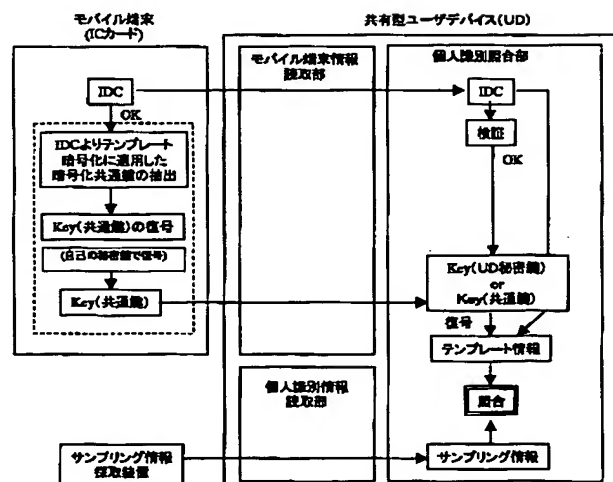 モバイル端末
(ICカード)
IDC
OK
IDCよりテンプレート
暗号化に適用した
暗号化共通鍵の抽出
Key(共通鍵)の復号
(自己の秘密鍵で復号)
Key(共通鍵)
サンプリング情報
採取装置
共有型ユーザデバイス(UD)
モバイル端末情報
読取部
個人識別情報
読取部
個人識別照合部
IDC
検証
OK
Key(UD秘密鍵)
or
Key(共通鍵)
復号
テンプレート情報
照合
サンプリング情報